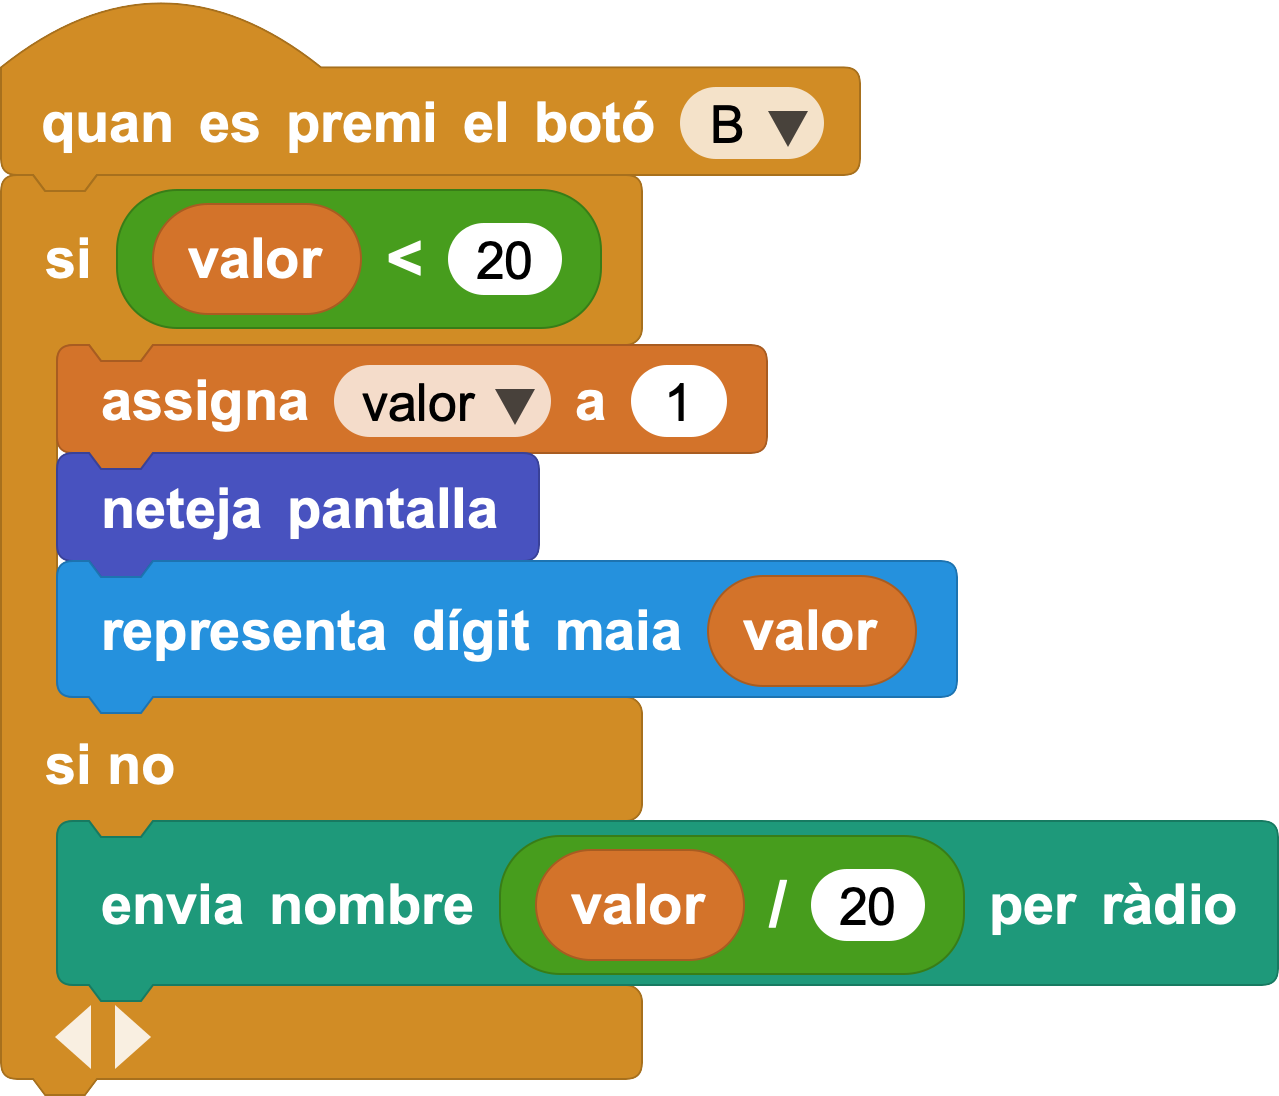 quan es premi el botó B
si valor < 20
assigna valor a 1
neteja pantalla
representa dígit maia valor
si no
envia nombre valor / 20 per ràdio